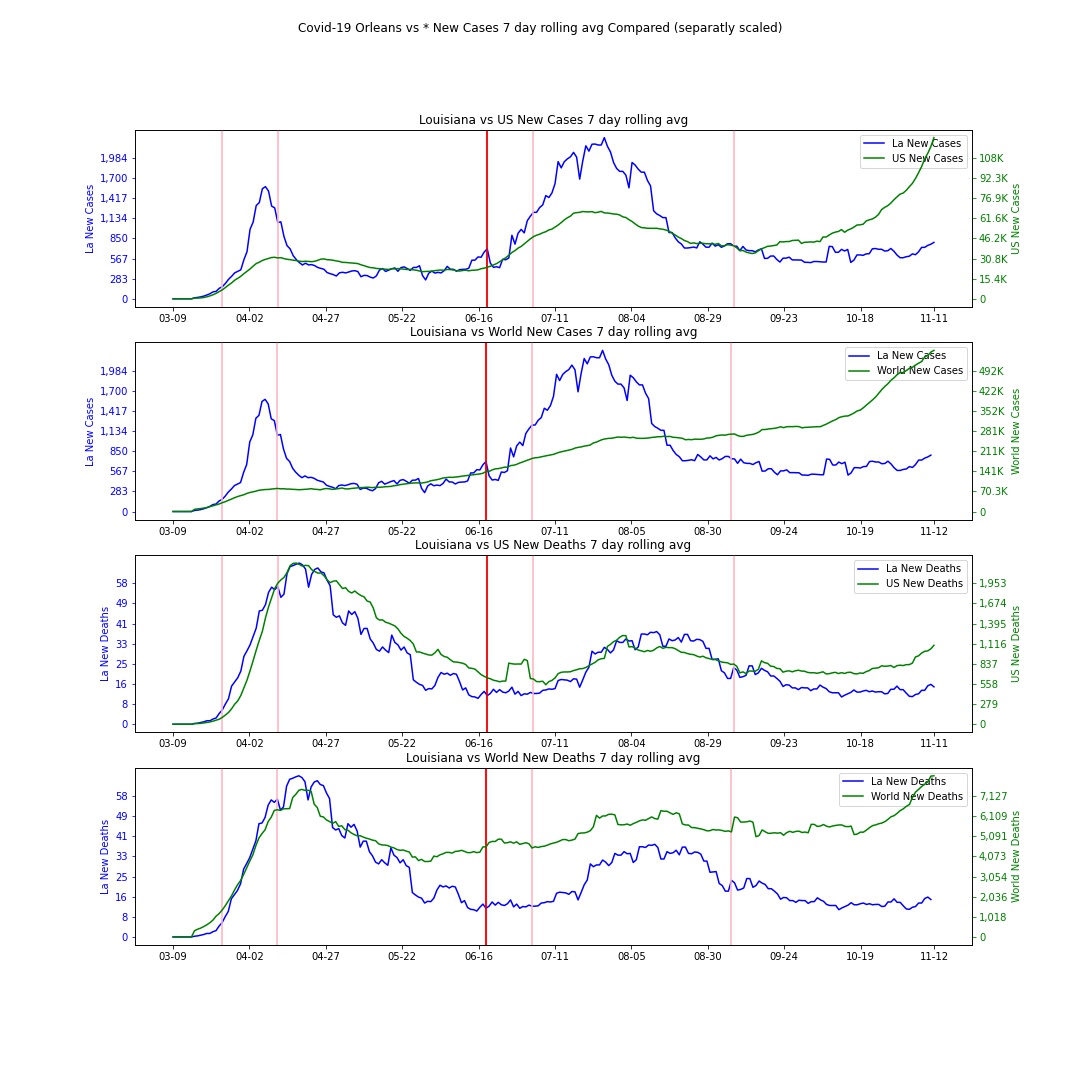 Covid-19 Orleans vs * New Cases 7 day rolling avg Compared (separatly scaled)
Louisiana vs US New Cases 7 day rolling avg
La New Cases
US New Cases
1,984
1,700
1,417
1,134
850
567
283
0
La New Cases
108K
92.3K
76.9K
61.6K
46.2K
30.8K
15.4K
0
US New Cases
03-09 04-02 04-27 05-22 06-16 07-11 08-04 08-29 09-23 10-18 11-11
Louisiana vs World New Cases 7 day rolling avg
La New Cases
World New Cases
1,984
1,700
1,417
1,134
850
567
283
0
La New Cases
492K
422K
352K
281K
211K
141K
70.3K
0
World New Cases
03-09 04-02 04-27 05-22 06-16 07-11 08-05 08-30 09-24 10-19 11-12
Louisiana vs US New Deaths 7 day rolling avg
La New Deaths
US New Deaths
58
49
41
33
25
16
8
0
La New Deaths
1,953
1,674
1,395
1,116
837
558
279
0
US New Deaths
03-09 04-02 04-27 05-22 06-16 07-11 08-04 08-29 09-23 10-18 11-11
Louisiana vs World New Deaths 7 day rolling avg
La New Deaths
World New Deaths
58
49
41
33
25
16
8
0
La New Deaths
7,127
6,109
5,091
4,073
3,054
2,036
1,018
0
World New Deaths
03-09 04-02 04-27 05-22 06-16 07-11 08-05 08-30 09-24 10-19 11-12